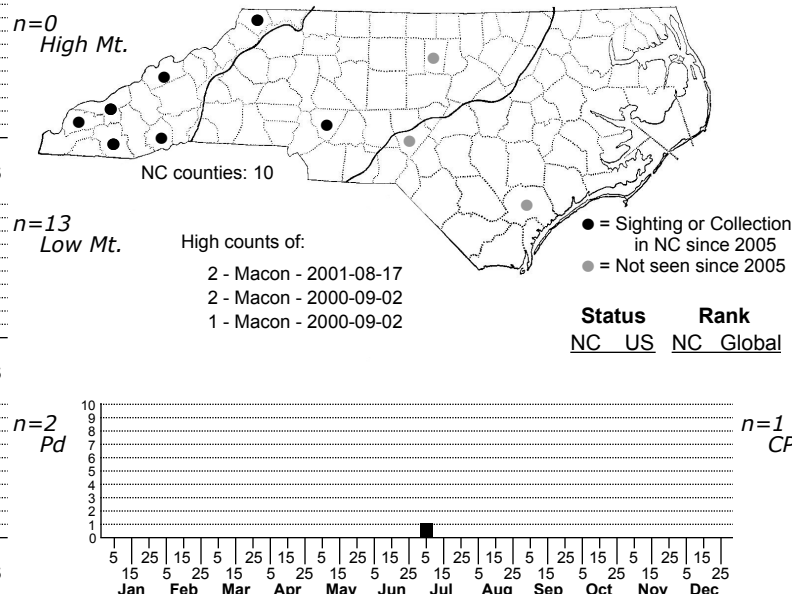 n=0
High Mt.
NC counties: 10
n=13
Low Mt.
High counts of:
2 - Macon - 2001-08-17
2 - Macon - 2000-09-02
1 - Macon - 2000-09-02
= Sighting or Collection
in NC since 2005
= Not seen since 2005
Status Rank
NC US NC Global
n=2
Pd
10
9
8
7
6
5
4
3
2
1
0
n=1
CP
5 25 15 5 25 15 5 25 15 5 25 15 5 25 15 5 25 15
15 5 25 15 5 25 15 5 25 15 5 25 15 5 25 15 5 25
Jan Feb Mar Apr May Jun Jul Aug Sep Oct Nov Dec